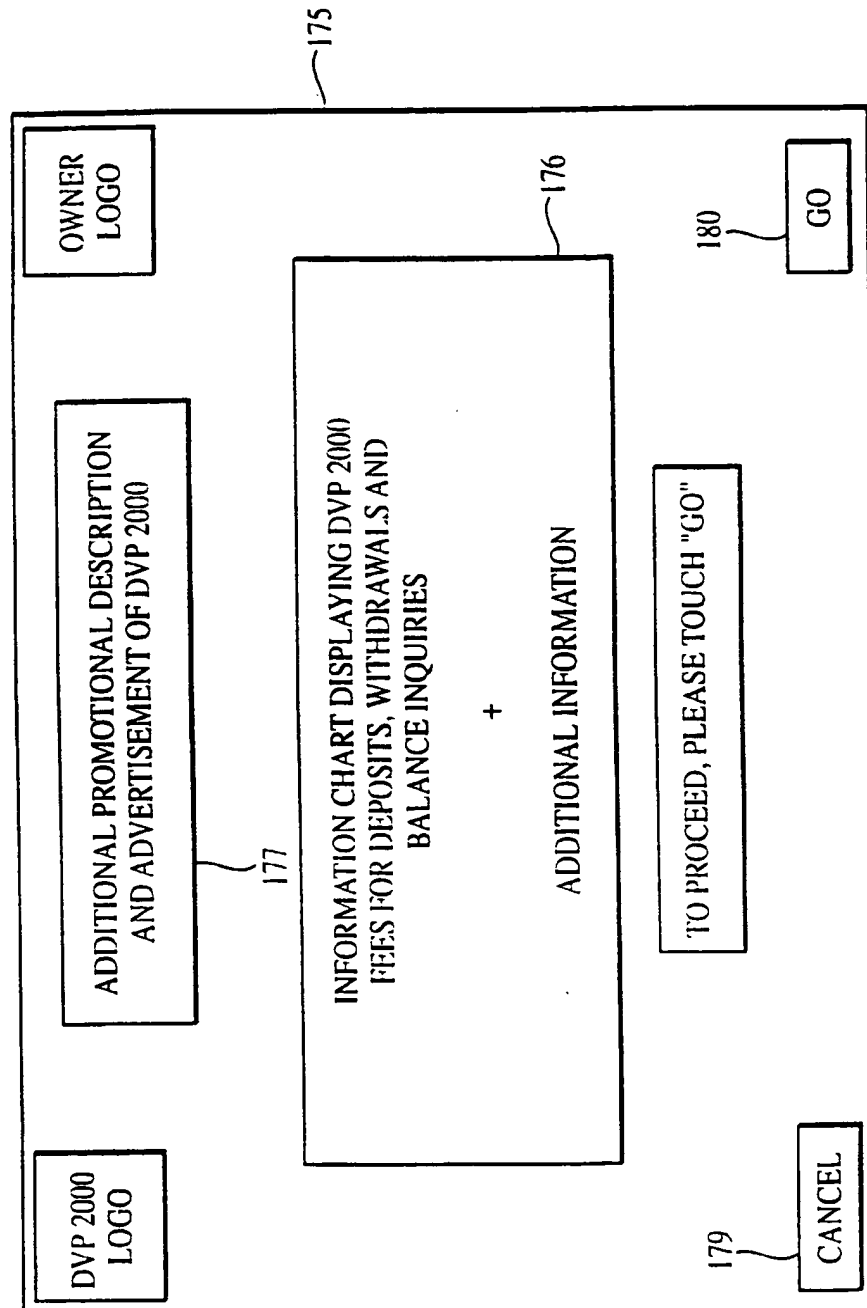 DVP 2000
LOGO
ADDITIONAL PROMOTIONAL DESCRIPTION
AND ADVERTISEMENT OF DVP 2000
OWNER
LOGO
175
177
INFORMATION CHART DISPLAYING DVP 2000
FEES FOR DEPOSITS, WITHDRAWALS AND
BALANCE INQUIRIES
+
ADDITIONAL INFORMATION
176
TO PROCEED, PLEASE TOUCH "GO"
179
CANCEL
180
GO